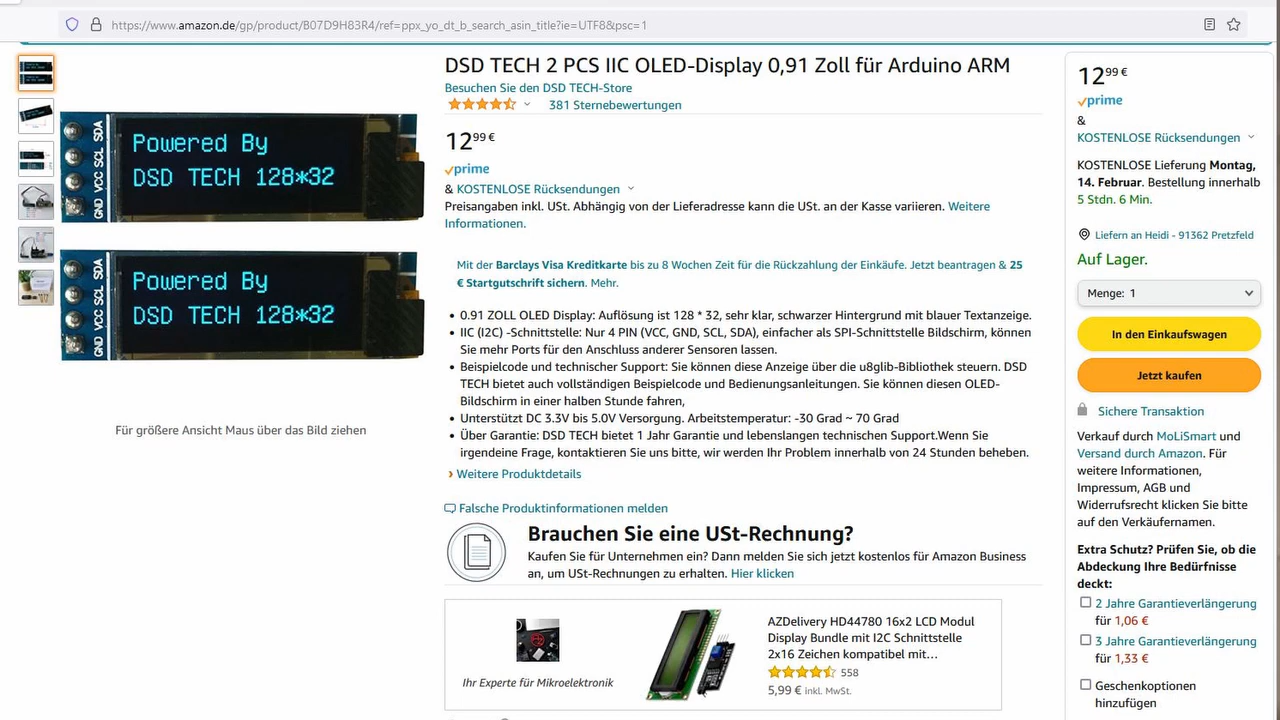 https://www.amazon.de/gp/product/B07D9H83R4/ref=ppx_yo_dt_b_search_asin_title?ie=UTF8&psc=1
GND VCC SCL SDA
Powered By
DSD TECH 128*32
GND VCC SCL SDA
Powered By
DSD TECH 128*32
Für größere Ansicht Maus über das Bild ziehen
DSD TECH 2 PCS IIC OLED-Display 0,91 Zoll für Arduino ARM
Besuchen Sie den DSD TECH-Store
381 Sternebewertungen
12 99 €
prime
& KOSTENLOSE Rücksendungen
Preisangaben inkl. USt. Abhängig von der Lieferadresse kann die USt. an der Kasse variieren. Weitere
Informationen.
Mit der Barclays Visa Kreditkarte bis zu 8 Wochen Zeit für die Rückzahlung der Einkäufe. Jetzt beantragen & 25
€ Startgutschrift sichern. Mehr.
• 0.91 ZOLL OLED Display: Auflösung ist 128 * 32, sehr klar, schwarzer Hintergrund mit blauer Textanzeige.
• IIC (I2C) -Schnittstelle: Nur 4 PIN (VCC, GND, SCL, SDA), einfacher als SPI-Schnittstelle Bildschirm, können
Sie mehr Ports für den Anschluss anderer Sensoren lassen.
• Beispielcode und technischer Support: Sie können diese Anzeige über die u8glib-Bibliothek steuern. DSD
TECH bietet auch vollständigen Beispielcode und Bedienungsanleitungen. Sie können diesen OLED-
Bildschirm in einer halben Stunde fahren,
• Unterstützt DC 3.3V bis 5.0V Versorgung. Arbeitstemperatur: -30 Grad ~ 70 Grad
• Über Garantie: DSD TECH bietet 1 Jahr Garantie und lebenslangen technischen Support.Wenn Sie
irgendeine Frage, kontaktieren Sie uns bitte, wir werden Ihr Problem innerhalb von 24 Stunden beheben.
› Weitere Produktdetails
Falsche Produktinformationen melden
Brauchen Sie eine USt-Rechnung?
Kaufen Sie für Unternehmen ein? Dann melden Sie sich jetzt kostenlos für Amazon Business
an, um USt-Rechnungen zu erhalten. Hier klicken
Ihr Experte für Mikroelektronik
AZDelivery HD44780 16x2 LCD Modul
Display Bundle mit I2C Schnittstelle
2x16 Zeichen kompatibel mit…
558
5,99 € inkl. MwSt.
12 99 €
prime
&
KOSTENLOSE Rücksendungen
KOSTENLOSE Lieferung Montag,
14. Februar. Bestellung innerhalb
5 Stdn. 6 Min.
Liefern an Heidi - 91362 Pretzfeld
Auf Lager.
Menge: 1
In den Einkaufswagen
Jetzt kaufen
Sichere Transaktion
Verkauf durch MoLiSmart und
Versand durch Amazon. Für
weitere Informationen,
Impressum, AGB und
Widerrufsrecht klicken Sie bitte
auf den Verkäufernamen.
Extra Schutz? Prüfen Sie, ob die
Abdeckung Ihre Bedürfnisse
deckt:
2 Jahre Garantieverlängerung
für 1,06 €
3 Jahre Garantieverlängerung
für 1,33 €
Geschenkoptionen
hinzufügen